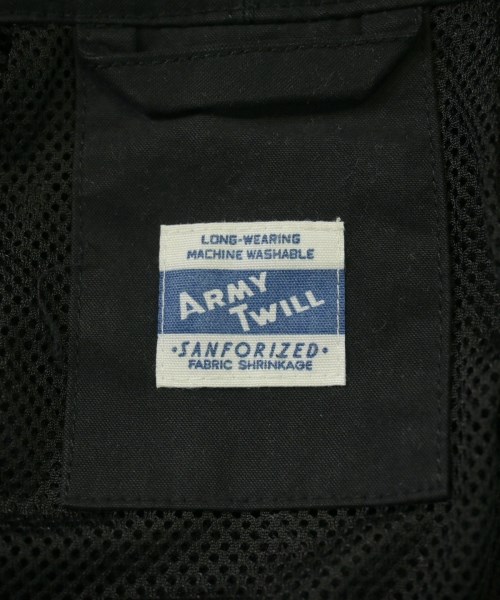 LONG-WEARING
MACHINE WASHABLE
ARMY
TWILL
·SANFORIZED·
FABRIC SHRINKAGE